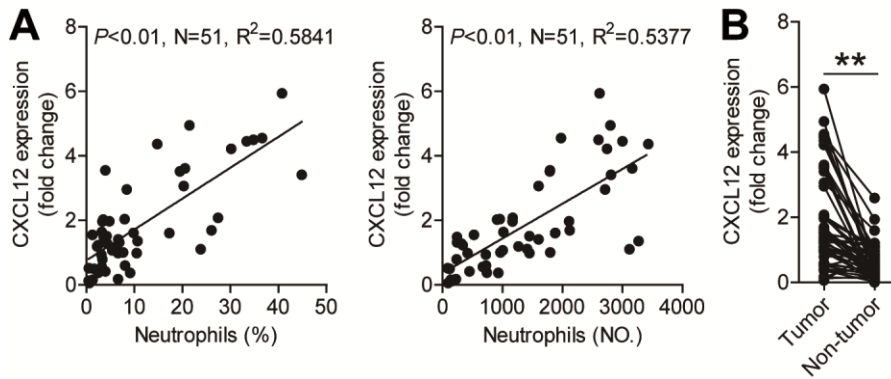 A
P<0.01, N=51, R²=0.5841
CXCL12 expression
(fold change)
8
6
4
2
0
0 10 20 30 40 50
Neutrophils (%)
P<0.01, N=51, R²=0.5377
CXCL12 expression
(fold change)
8
6
4
2
0
0 1000 2000 3000 4000
Neutrophils (NO.)
B
**
CXCL12 expression
(fold change)
8
6
4
2
0
Tumor
Non-tumor